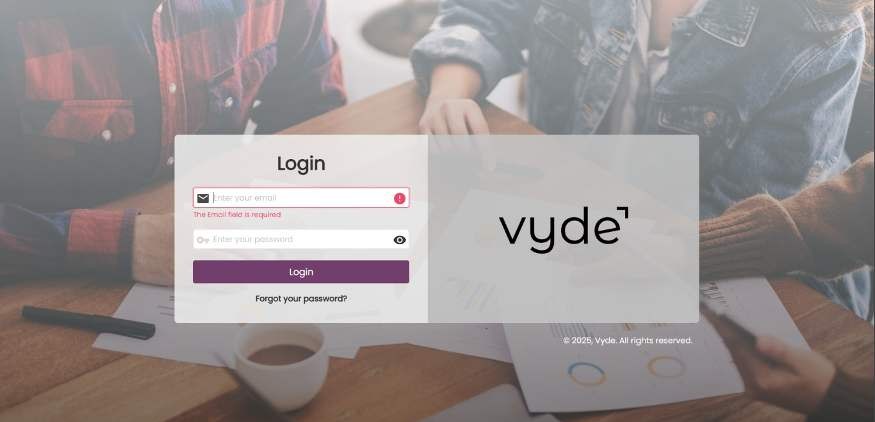 Login
Enter your email
The Email field is required
Enter your password
Login
Forgot your password?
vyde
© 2025, Vyde. All rights reserved.